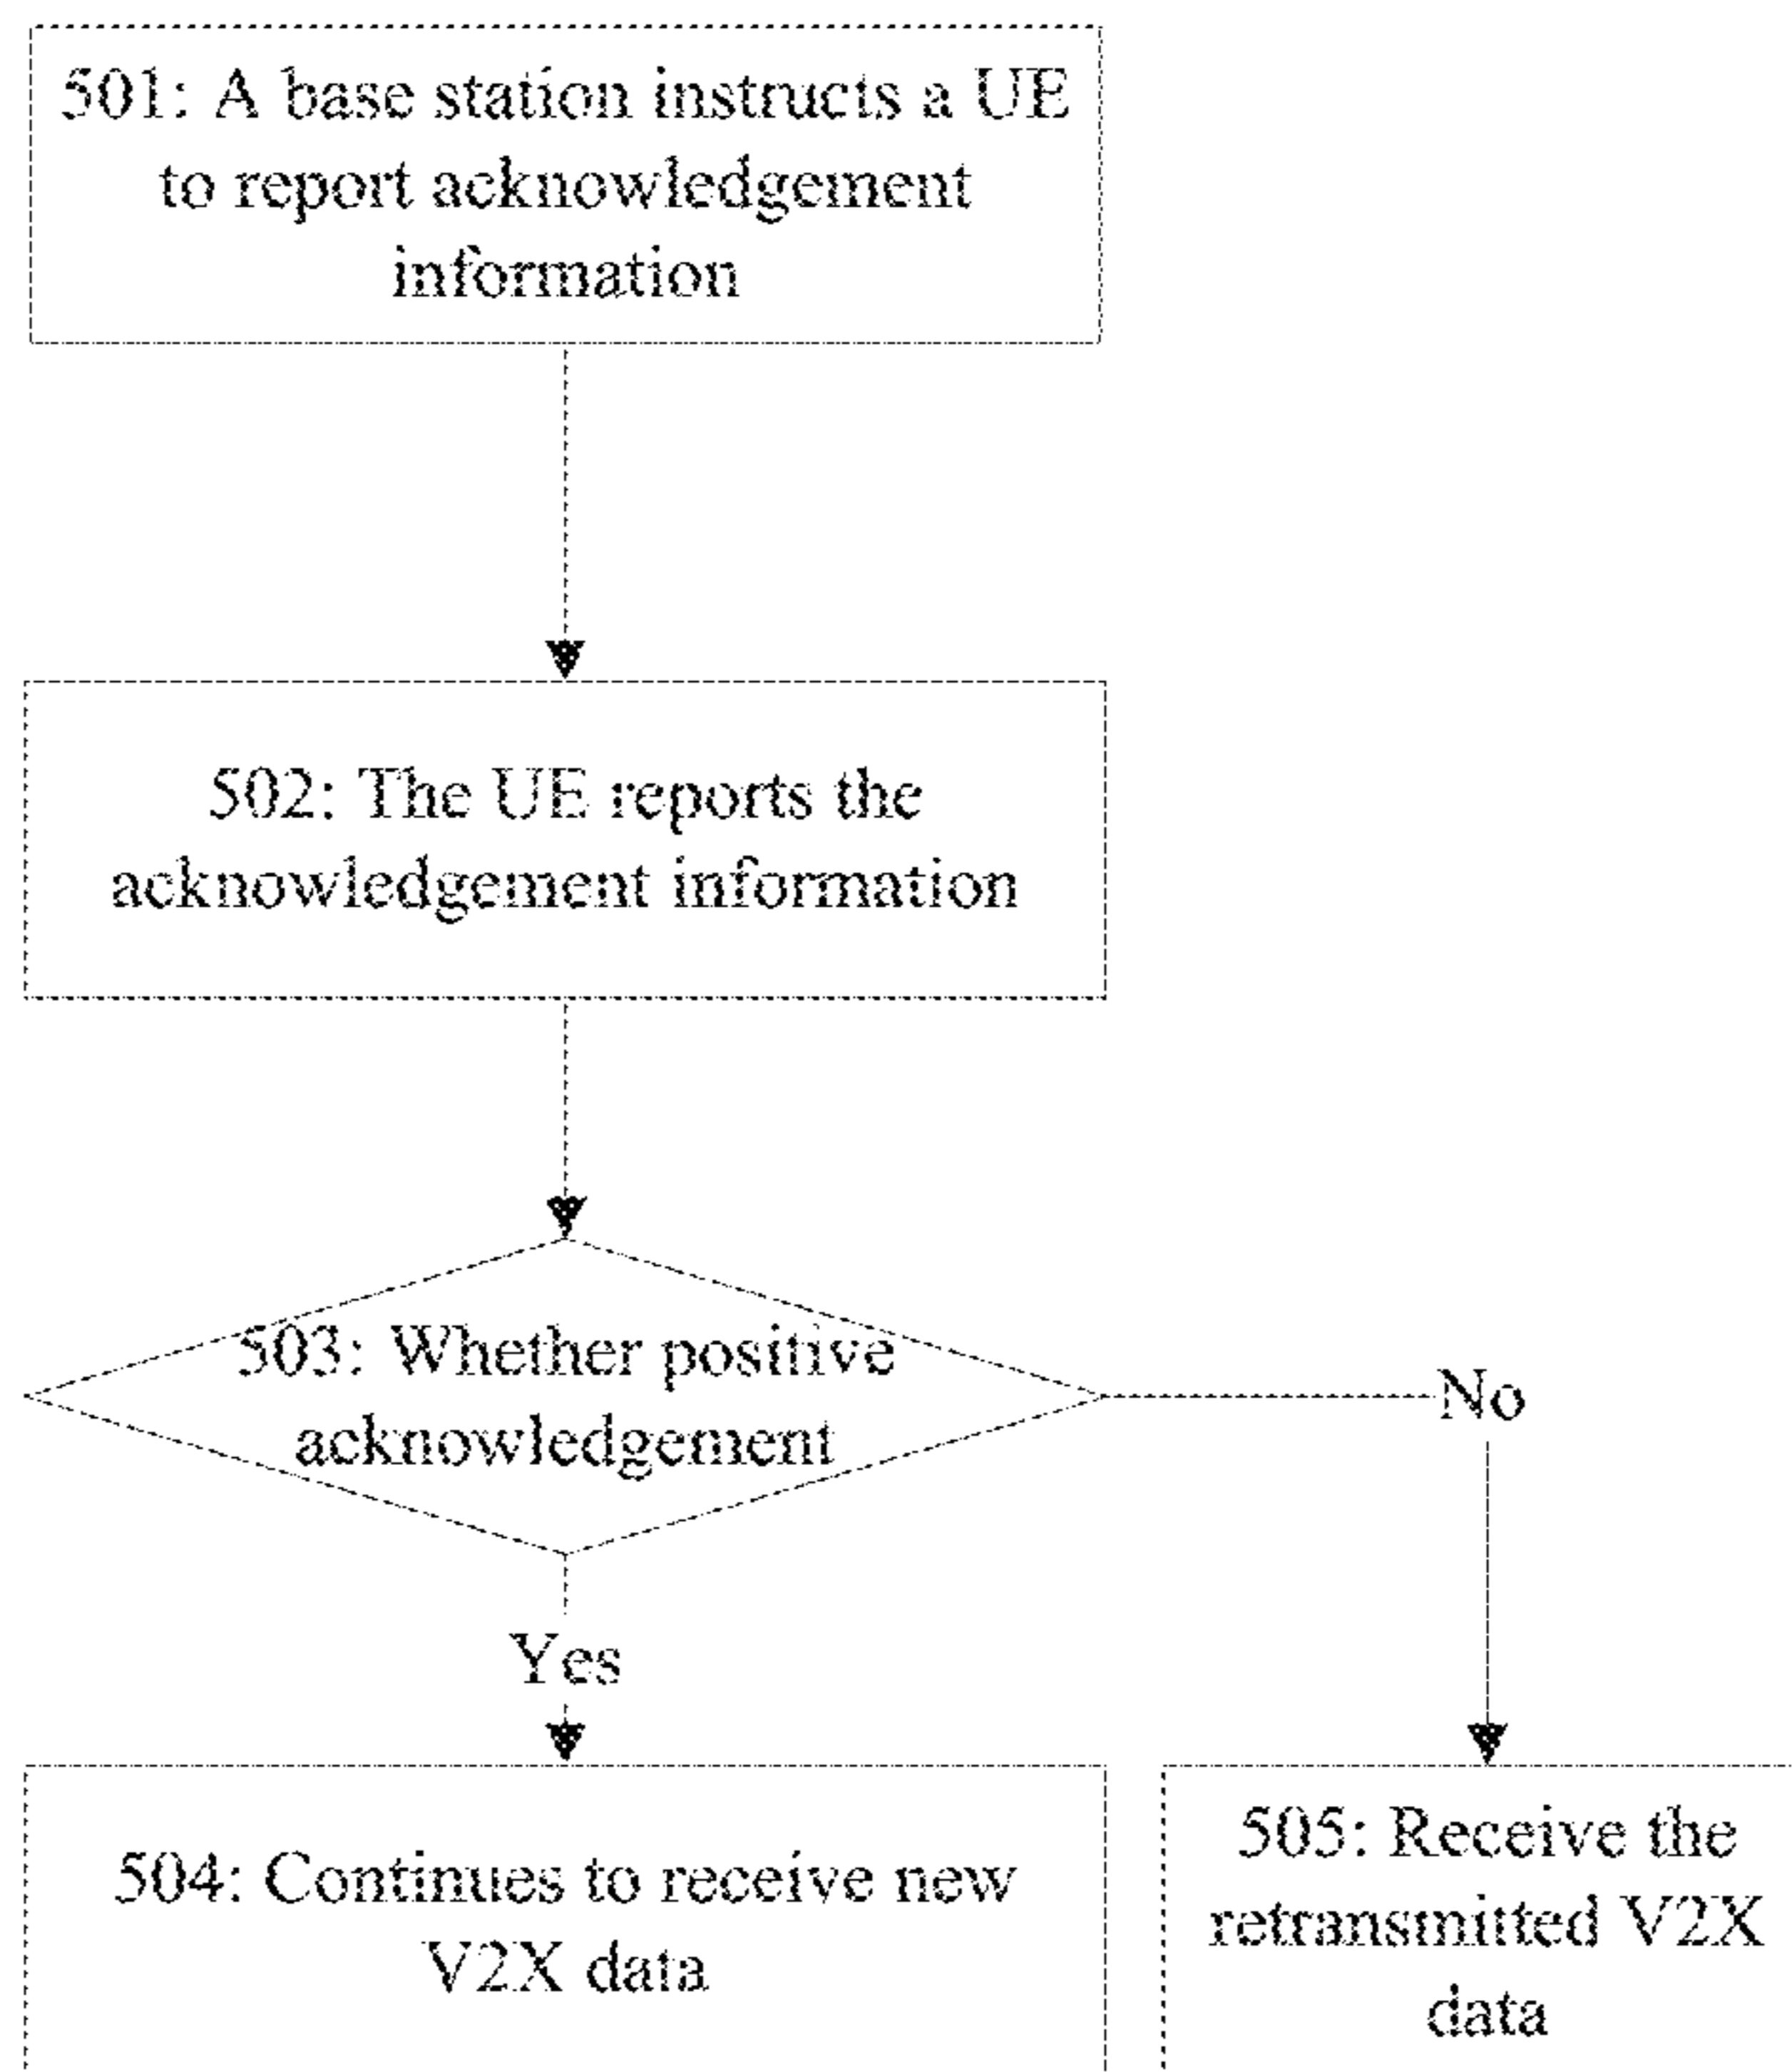 501: A base station instructs a UE
to report acknowledgement
information
502: The UE reports the
acknowledgement information
503: Whether positive
acknowledgement
No
Yes
504: Continues to receive new
V2X data
505: Receive the
retransmitted V2X
data